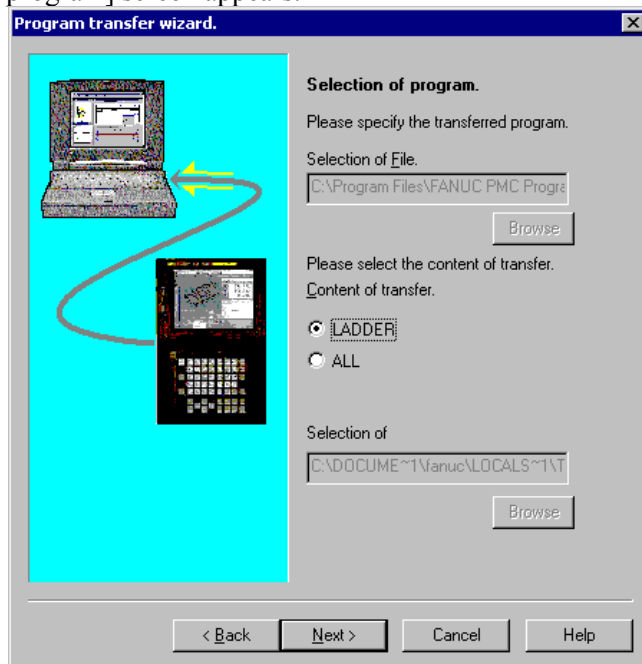 program] screen appears.
Program transfer wizard.
Selection of program.
Please specify the transferred program.
Selection of File.
C:\Program Files\FANUC PMC Progra
Browse
Please select the content of transfer.
Content of transfer.
LADDER
ALL
Selection of
C:\DOCUME~1\fanuc\LOCALS~1\T
Browse
< Back Next > Cancel Help